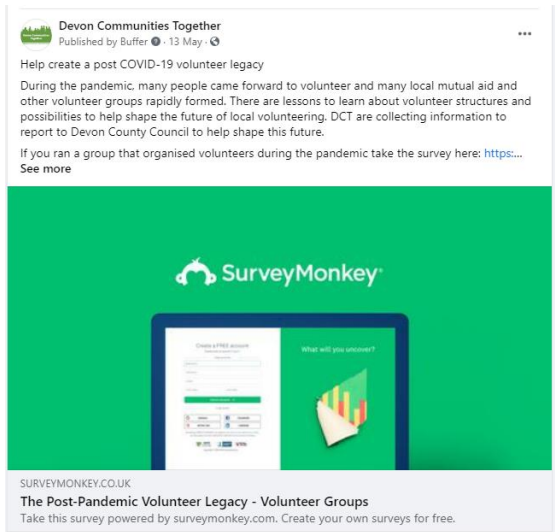 Devon Communities Together
Published by Buffer · 13 May ·
Help create a post COVID-19 volunteer legacy
During the pandemic, many people came forward to volunteer and many local mutual aid and
other volunteer groups rapidly formed. There are lessons to learn about volunteer structures and
possibilities to help shape the future of local volunteering. DCT are collecting information to
report to Devon County Council to help shape this future.
If you ran a group that organised volunteers during the pandemic take the survey here: https:...
See more
SurveyMonkey
Create a FREE account
What will you uncover?
SURVEYMONKEY.CO.UK
The Post-Pandemic Volunteer Legacy - Volunteer Groups
Take this survey powered by surveymonkey.com. Create your own surveys for free.